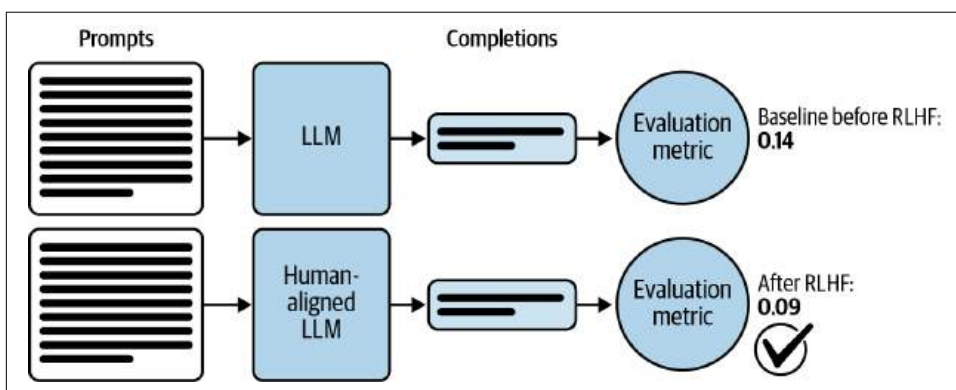 Prompts
Completions
LLM
Evaluation
metric
Baseline before RLHF:
0.14
Human-
aligned
LLM
Evaluation
metric
After RLHF:
0.09